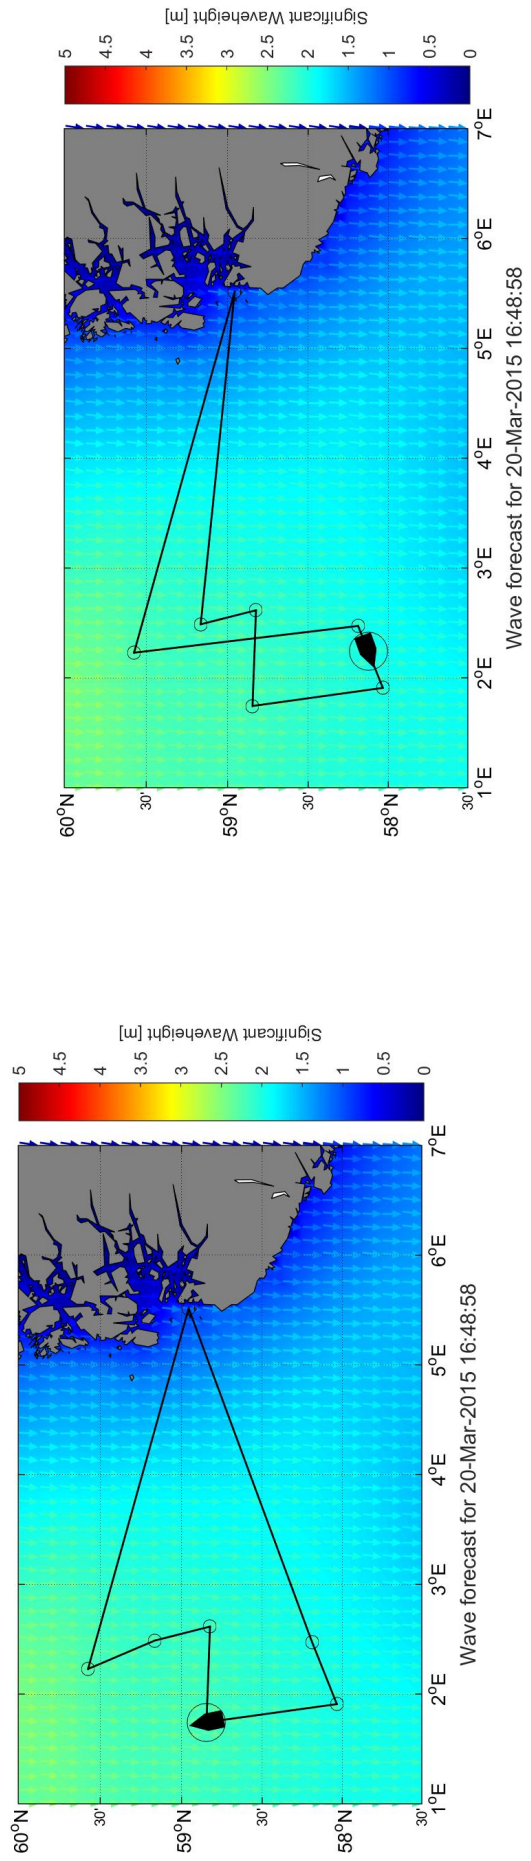 60°N
30'
59°N
30'
58°N
30'
1°E
2°E
3°E
4°E
5°E
6°E
7°E
Wave forecast for 20-Mar-2015 16:48:58
5
4.5
4
3.5
3
2.5
2
1.5
1
0.5
0
Significant Waveheight [m]
60°N
30'
59°N
30'
58°N
30'
1°E
2°E
3°E
4°E
5°E
6°E
7°E
Wave forecast for 20-Mar-2015 16:48:58
5
4.5
4
3.5
3
2.5
2
1.5
1
0.5
0
Significant Waveheight [m]